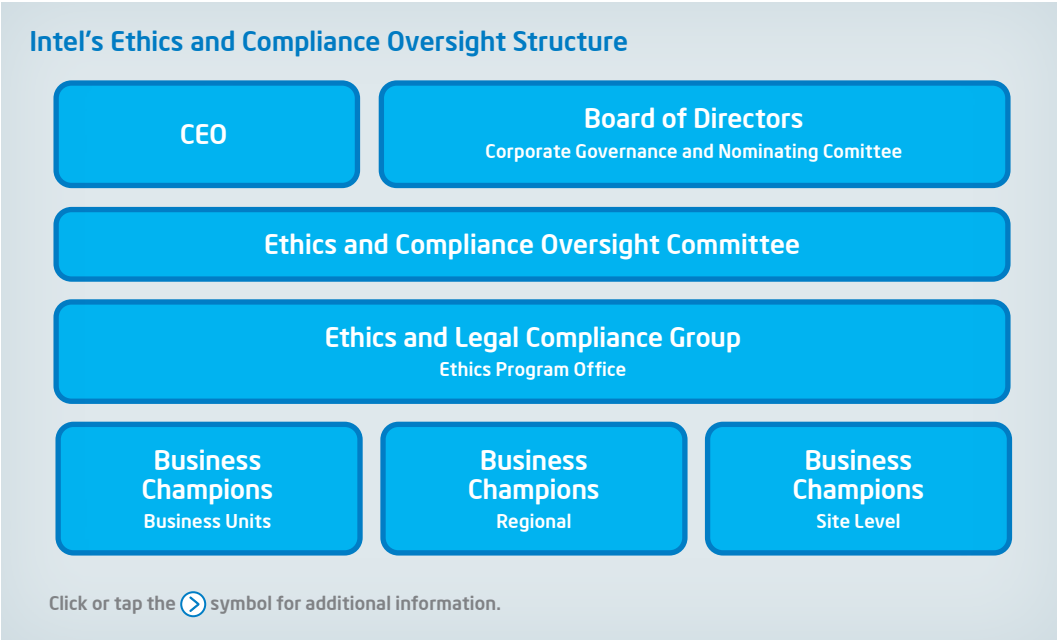 Intel's Ethics and Compliance Oversight Structure
CEO
Board of Directors
Corporate Governance and Nominating Comittee
Ethics and Compliance Oversight Committee
Ethics and Legal Compliance Group
Ethics Program Office
Business
Champions
Business Units
Business
Champions
Regional
Business
Champions
Site Level
Click or tap the symbol for additional information.